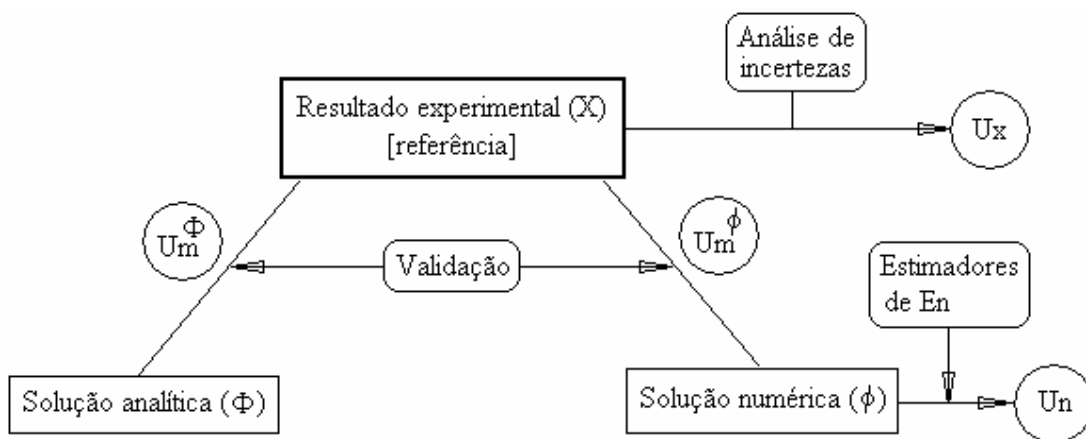 Análise de
incertezas
Resultado experimental (X)
[referência]
Ux
UmΦ
Umϕ
Validação
Estimadores
de En
Solução analítica (Φ)
Solução numérica (ϕ)
Un